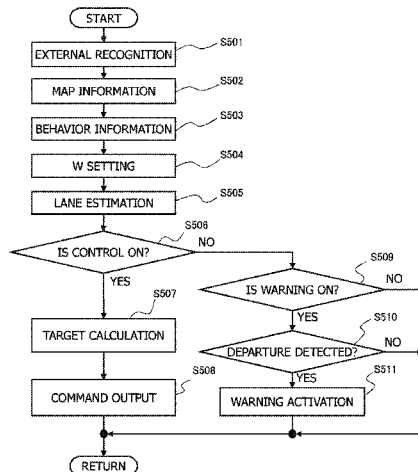 START
EXTERNAL RECOGNITION
S501
MAP INFORMATION
S502
BEHAVIOR INFORMATION
S503
W SETTING
S504
LANE ESTIMATION
S505
IS CONTROL ON?
S506
NO
YES
IS WARNING ON?
S509
NO
YES
TARGET CALCULATION
S507
DEPARTURE DETECTED?
S510
NO
YES
COMMAND OUTPUT
S508
WARNING ACTIVATION
S511
RETURN